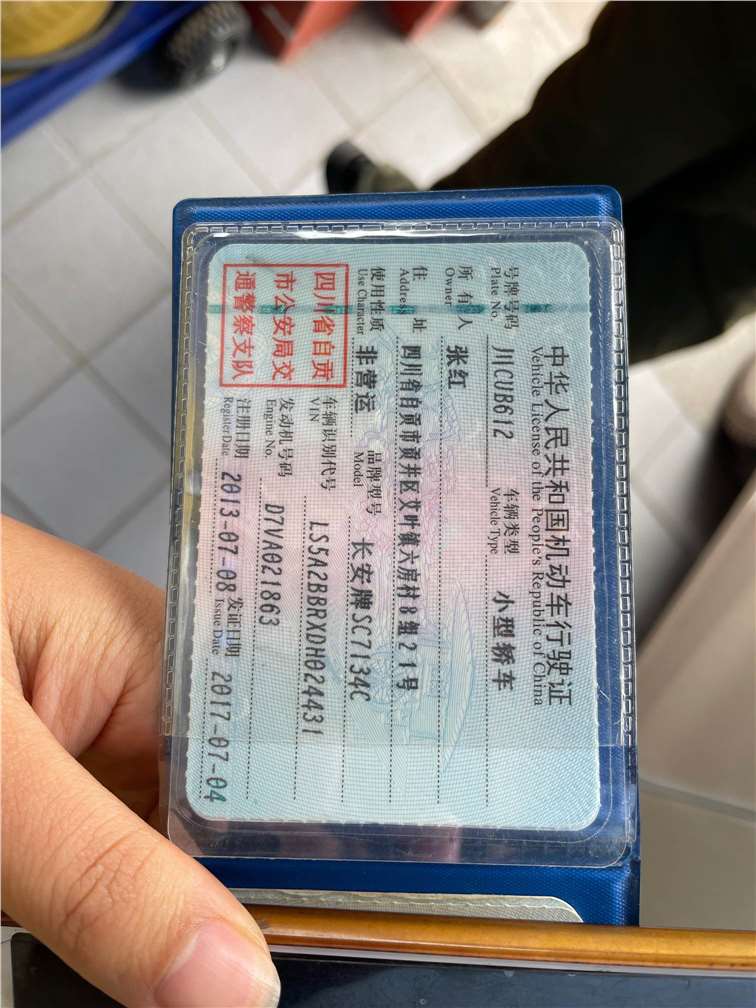 中华人民共和国机动车行驶证
Vehicle License of the People's Republic of China
号牌号码 川CUB612 车辆类型 小型轿车
Plate No. Vehicle Type
所有人 张红
Owner
住址 四川省自贡市贡井区艾叶镇六房村8组21号
Address
使用性质 非营运 品牌型号 长安牌SC7134C
Use Character Model
车辆识别代号 LS5A2BBRXDH024431
VIN
发动机号码 D7VA021863
Engine No.
注册日期 2013-07-08 发证日期 2017-07-04
Register Date Issue Date
四川省自贡
市公安局交
通警察支队